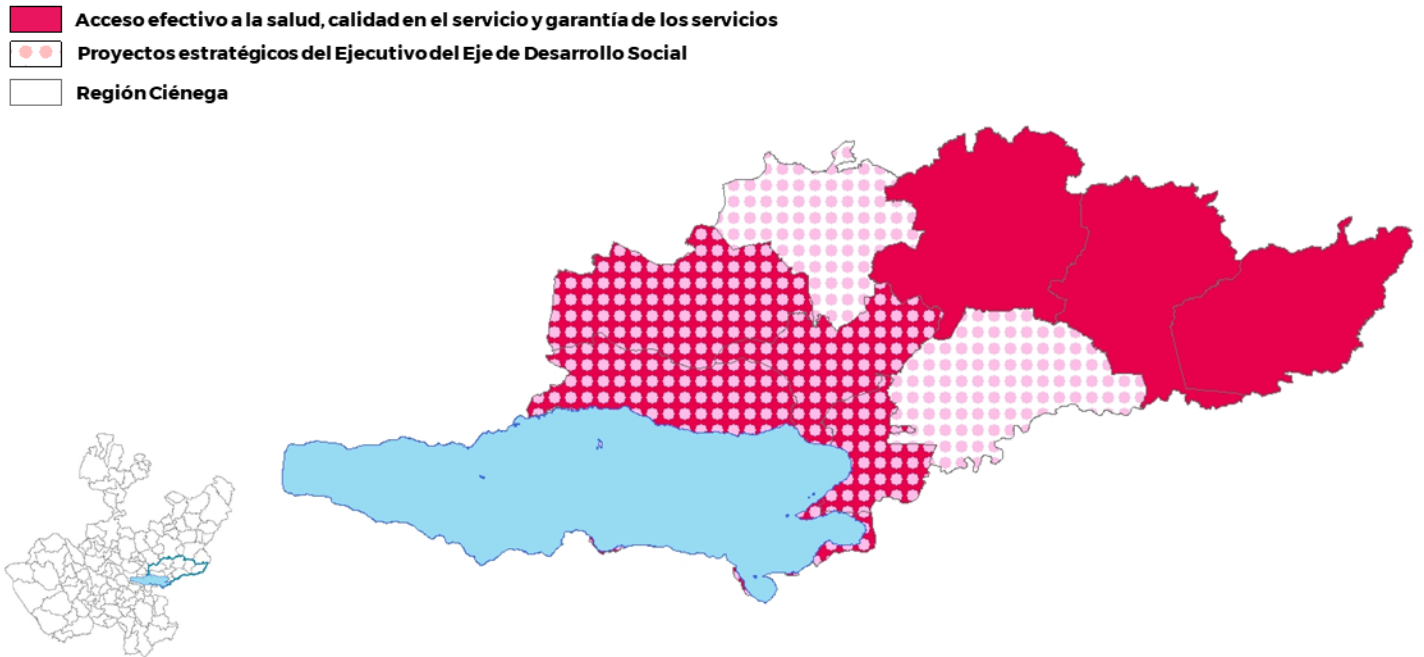 Acceso efectivo a la salud, calidad en el servicio y garantía de los servicios
Proyectos estratégicos del Ejecutivo del Eje de Desarrollo Social
Región Ciénega